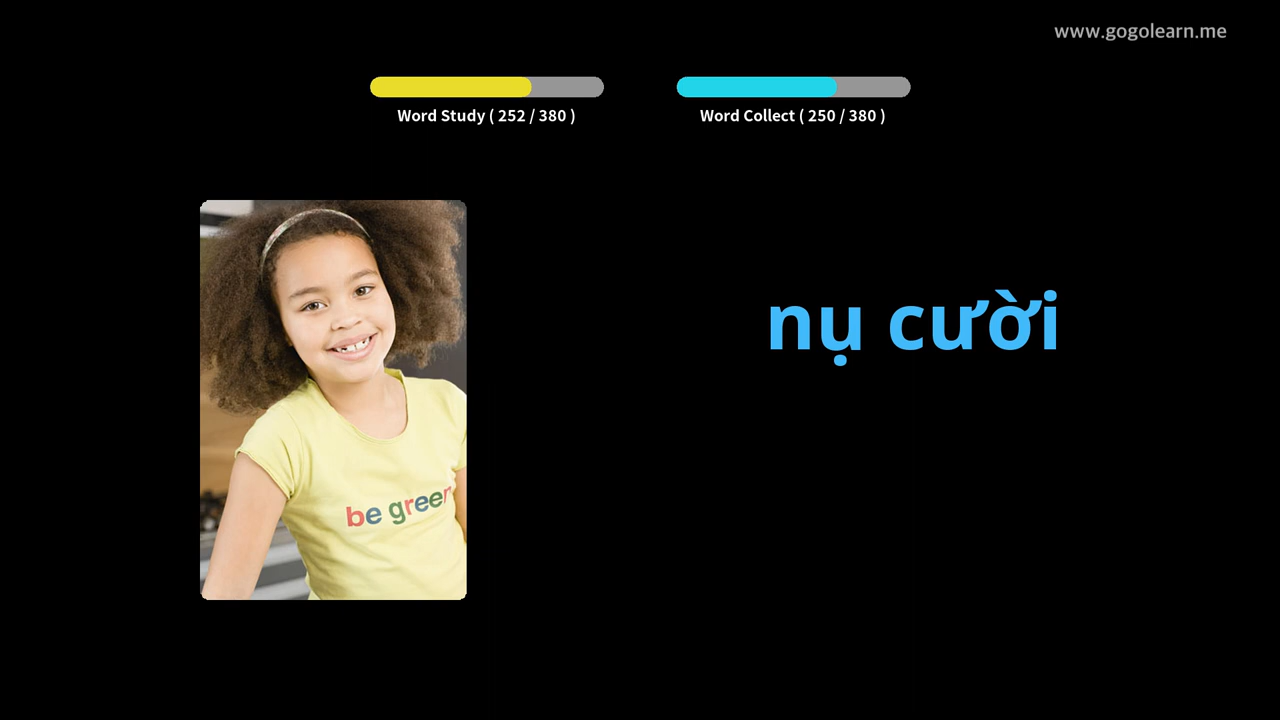 www.gogolearn.me
Word Study ( 252 / 380 )
Word Collect ( 250 / 380 )
nụ cười
be green